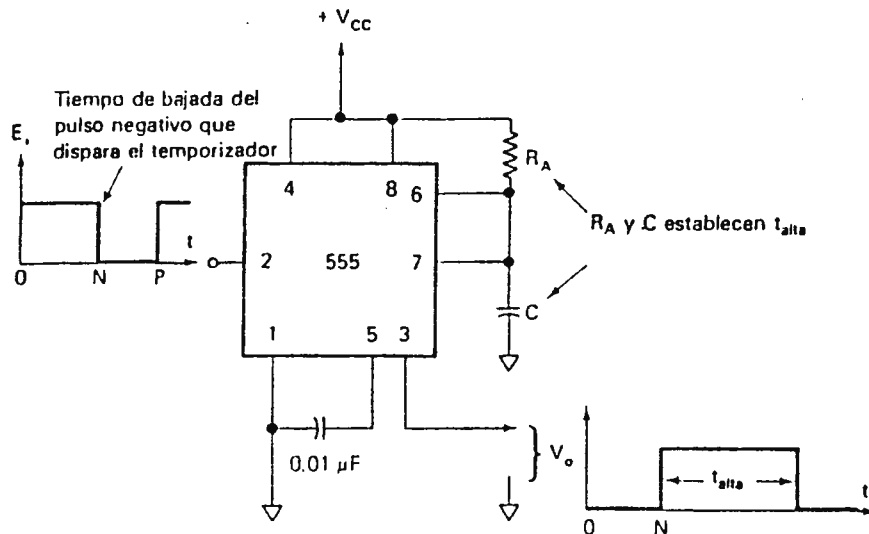 + V_CC
Tiempo de bajada del
pulso negativo que
dispara el temporizador
E_i
t
0 N P
4 8 6
R_A
R_A y C establecen t_alta
2 555 7
C
1 5 3
0.01 µF
V_o
t_alta
t
0 N